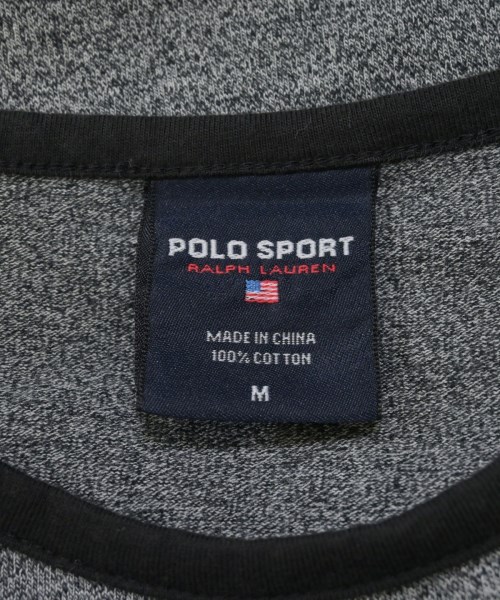 POLO SPORT
RALPH LAUREN
MADE IN CHINA
100% COTTON
M